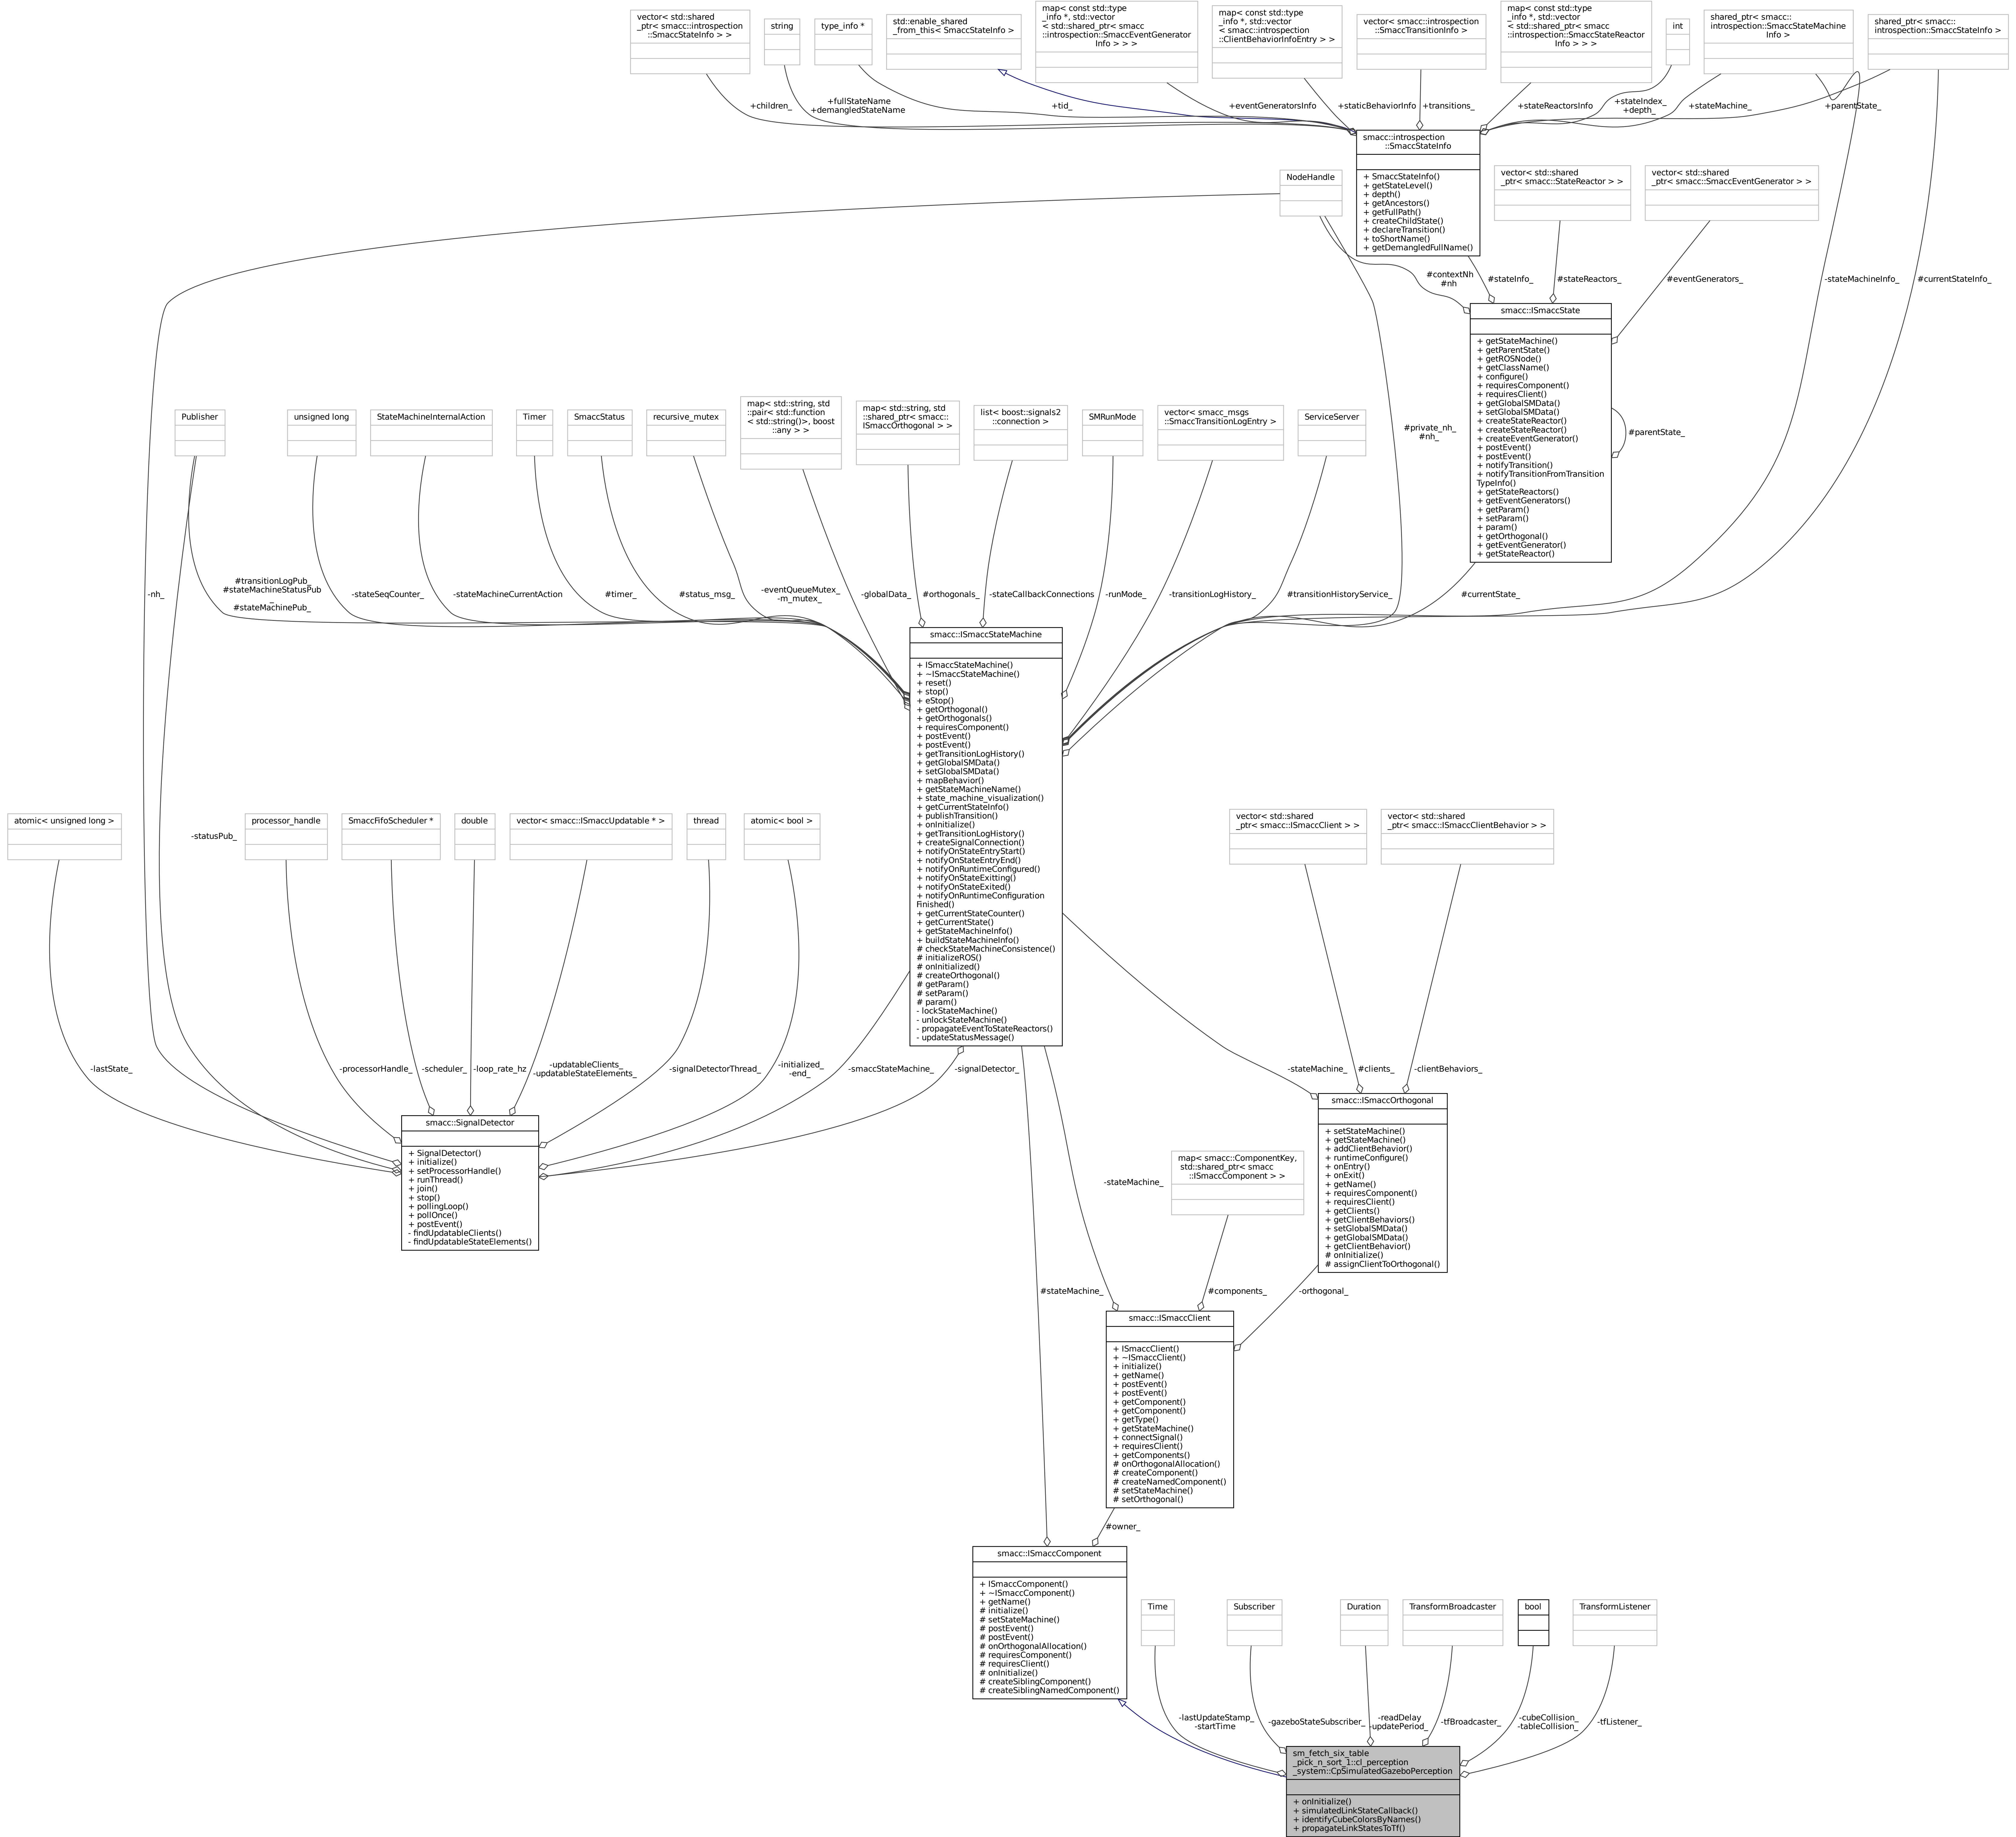 vector< std::shared
_ptr< smacc::introspection
::SmaccStateInfo > >
string
type_info *
std::enable_shared
_from_this< SmaccStateInfo >
map< const std::type
_info *, std::vector
< std::shared_ptr< smacc
::introspection::SmaccEventGenerator
Info > > >
map< const std::type
_info *, std::vector
< smacc::introspection
::ClientBehaviorInfoEntry > >
vector< smacc::introspection
::SmaccTransitionInfo >
map< const std::type
_info *, std::vector
< std::shared_ptr< smacc
::introspection::SmaccStateReactor
Info > > >
int
shared_ptr< smacc::
introspection::SmaccStateMachine
Info >
shared_ptr< smacc::
introspection::SmaccStateInfo >
+children_
+fullStateName
+demangledStateName
+tid_
+eventGeneratorsInfo
+staticBehaviorInfo
+transitions_
+stateReactorsInfo
+stateIndex_
+depth_
+stateMachine_
+parentState_
smacc::introspection
::SmaccStateInfo
+ SmaccStateInfo()
+ getStateLevel()
+ depth()
+ getAncestors()
+ getFullPath()
+ createChildState()
+ declareTransition()
+ toShortName()
+ getDemangledFullName()
NodeHandle
vector< std::shared
_ptr< smacc::StateReactor > >
vector< std::shared
_ptr< smacc::SmaccEventGenerator > >
#contextNh
#nh
#stateInfo_
#stateReactors_
#eventGenerators_
-stateMachineInfo_
#currentStateInfo_
smacc::ISmaccState
+ getStateMachine()
+ getParentState()
+ getROSNode()
+ getClassName()
+ configure()
+ requiresComponent()
+ requiresClient()
+ getGlobalSMData()
+ setGlobalSMData()
+ createStateReactor()
+ createStateReactor()
+ createEventGenerator()
+ postEvent()
+ postEvent()
+ notifyTransition()
+ notifyTransitionFromTransition
TypeInfo()
+ getStateReactors()
+ getEventGenerators()
+ getParam()
+ setParam()
+ param()
+ getOrthogonal()
+ getEventGenerator()
+ getStateReactor()
#parentState_
Publisher
unsigned long
StateMachineInternalAction
Timer
SmaccStatus
recursive_mutex
map< std::string, std
::pair< std::function
< std::string()>, boost
::any > >
map< std::string, std
::shared_ptr< smacc::
ISmaccOrthogonal > >
list< boost::signals2
::connection >
SMRunMode
vector< smacc_msgs
::SmaccTransitionLogEntry >
ServiceServer
#private_nh_
#nh_
-nh_
#transitionLogPub_
#stateMachineStatusPub
_
#stateMachinePub_
-stateSeqCounter_
-stateMachineCurrentAction
#timer_
#status_msg_
-eventQueueMutex_
-m_mutex_
-globalData_
#orthogonals_
-stateCallbackConnections
-runMode_
-transitionLogHistory_
#transitionHistoryService_
#currentState_
smacc::ISmaccStateMachine
+ ISmaccStateMachine()
+ ~ISmaccStateMachine()
+ reset()
+ stop()
+ eStop()
+ getOrthogonal()
+ getOrthogonals()
+ requiresComponent()
+ postEvent()
+ postEvent()
+ getTransitionLogHistory()
+ getGlobalSMData()
+ setGlobalSMData()
+ mapBehavior()
+ getStateMachineName()
+ state_machine_visualization()
+ getCurrentStateInfo()
+ publishTransition()
+ onInitialize()
+ getTransitionLogHistory()
+ createSignalConnection()
+ notifyOnStateEntryStart()
+ notifyOnStateEntryEnd()
+ notifyOnRuntimeConfigured()
+ notifyOnStateExitting()
+ notifyOnStateExited()
+ notifyOnRuntimeConfiguration
Finished()
+ getCurrentStateCounter()
+ getCurrentState()
+ getStateMachineInfo()
+ buildStateMachineInfo()
# checkStateMachineConsistence()
# initializeROS()
# onInitialized()
# createOrthogonal()
# getParam()
# setParam()
# param()
- lockStateMachine()
- unlockStateMachine()
- propagateEventToStateReactors()
- updateStatusMessage()
atomic< unsigned long >
-statusPub_
processor_handle
SmaccFifoScheduler *
double
vector< smacc::ISmaccUpdatable * >
thread
atomic< bool >
vector< std::shared
_ptr< smacc::ISmaccClient > >
vector< std::shared
_ptr< smacc::ISmaccClientBehavior > >
-lastState_
-processorHandle_
-scheduler_
-loop_rate_hz
-updatableClients_
-updatableStateElements_
-signalDetectorThread_
-initialized_
-end_
-smaccStateMachine_
-signalDetector_
-stateMachine_
#clients_
-clientBehaviors_
smacc::SignalDetector
+ SignalDetector()
+ initialize()
+ setProcessorHandle()
+ runThread()
+ join()
+ stop()
+ pollingLoop()
+ pollOnce()
+ postEvent()
- findUpdatableClients()
- findUpdatableStateElements()
smacc::ISmaccOrthogonal
+ setStateMachine()
+ getStateMachine()
+ addClientBehavior()
+ runtimeConfigure()
+ onEntry()
+ onExit()
+ getName()
+ requiresComponent()
+ requiresClient()
+ getClients()
+ getClientBehaviors()
+ setGlobalSMData()
+ getGlobalSMData()
+ getClientBehavior()
# onInitialize()
# assignClientToOrthogonal()
-stateMachine_
map< smacc::ComponentKey,
std::shared_ptr< smacc
::ISmaccComponent > >
#stateMachine_
#components_
-orthogonal_
smacc::ISmaccClient
+ ISmaccClient()
+ ~ISmaccClient()
+ initialize()
+ getName()
+ postEvent()
+ postEvent()
+ getComponent()
+ getComponent()
+ getType()
+ getStateMachine()
+ connectSignal()
+ requiresClient()
+ getComponents()
# onOrthogonalAllocation()
# createComponent()
# createNamedComponent()
# setStateMachine()
# setOrthogonal()
#owner_
smacc::ISmaccComponent
+ ISmaccComponent()
+ ~ISmaccComponent()
+ getName()
# initialize()
# setStateMachine()
# postEvent()
# postEvent()
# onOrthogonalAllocation()
# requiresComponent()
# requiresClient()
# onInitialize()
# createSiblingComponent()
# createSiblingNamedComponent()
Time
Subscriber
Duration
TransformBroadcaster
bool
TransformListener
-lastUpdateStamp_
-startTime
-gazeboStateSubscriber_
-readDelay
-updatePeriod_
-tfBroadcaster_
-cubeCollision_
-tableCollision_
-tfListener_
sm_fetch_six_table
_pick_n_sort_1::cl_perception
_system::CpSimulatedGazeboPerception
+ onInitialize()
+ simulatedLinkStateCallback()
+ identifyCubeColorsByNames()
+ propagateLinkStatesToTf()